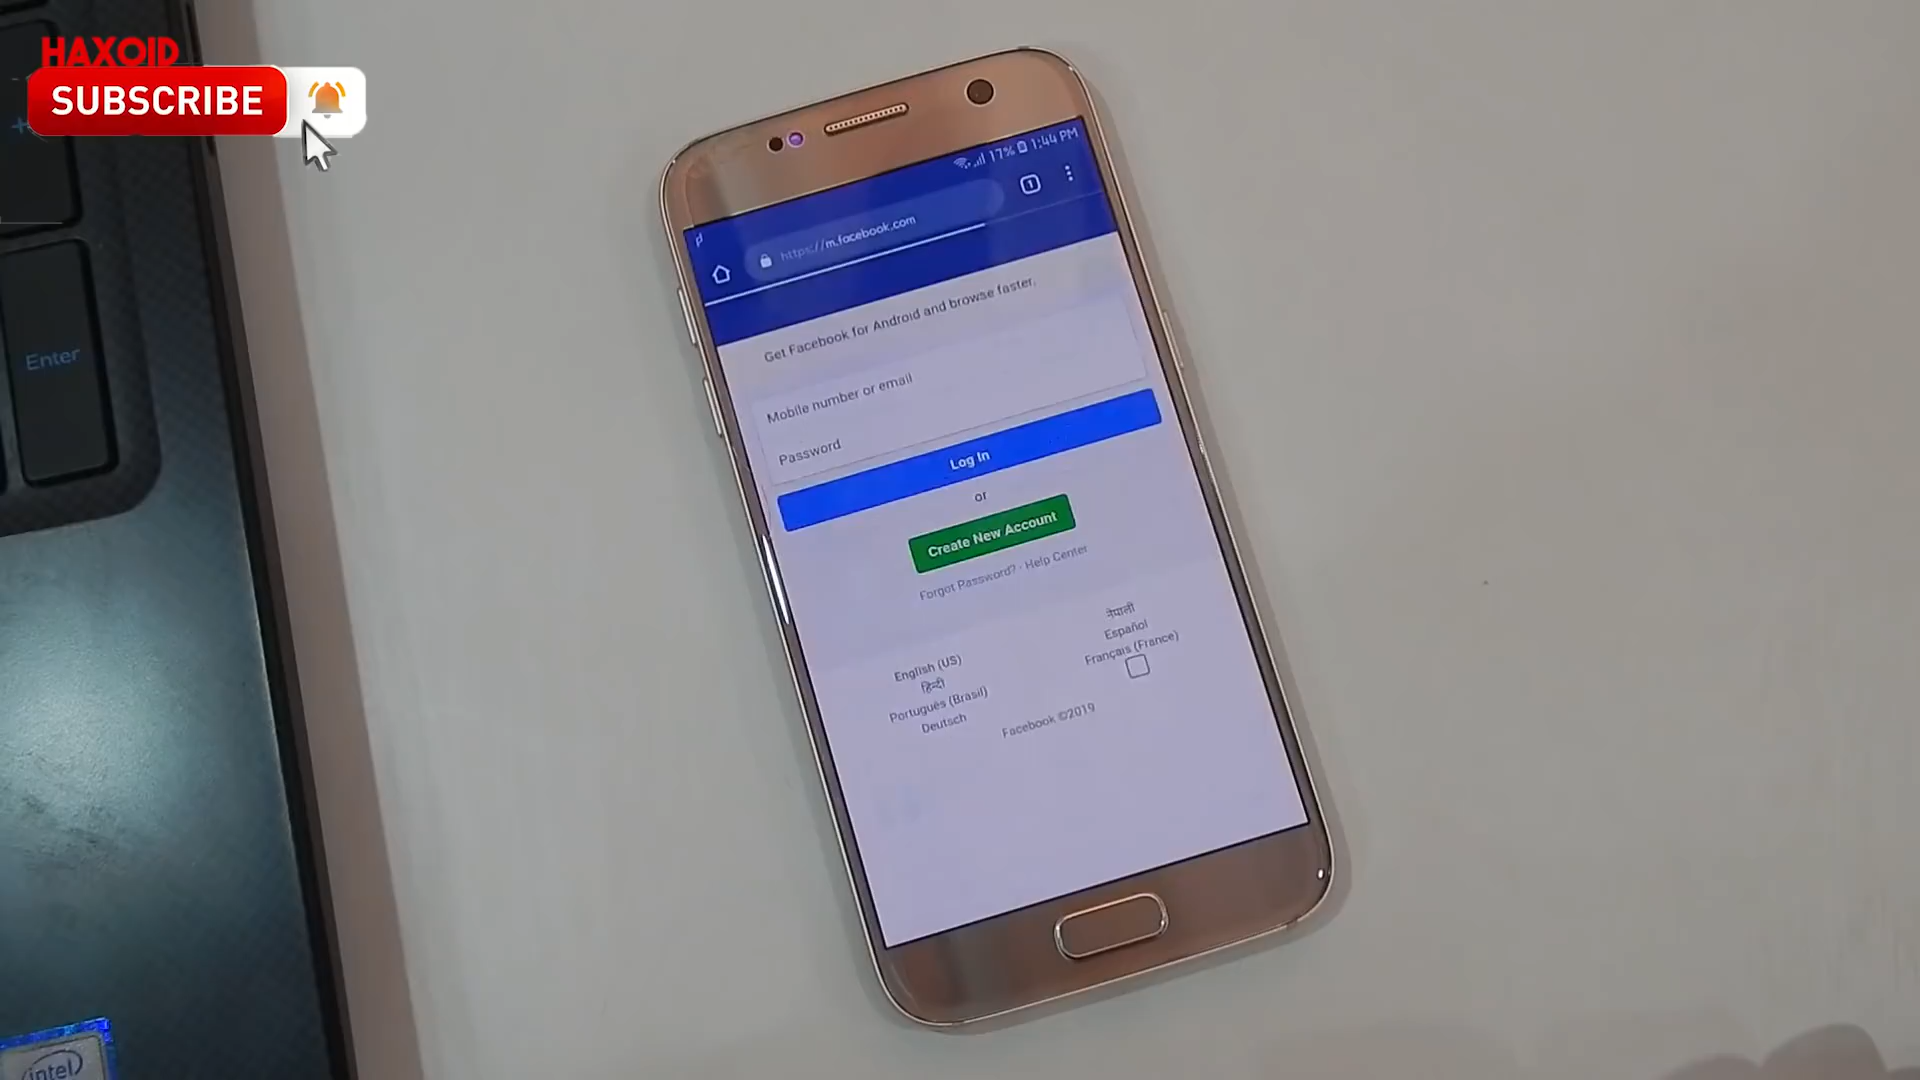 HAXOID
SUBSCRIBE
Enter
17% 1:44 PM
https://m.facebook.com
1
Get Facebook for Android and browse faster.
Mobile number or email
Password
Log In
or
Create New Account
Forgot Password? · Help Center
English (US)
हिन्दी
Português (Brasil)
Deutsch
नेपाली
Español
Français (France)
Facebook ©2019
intel